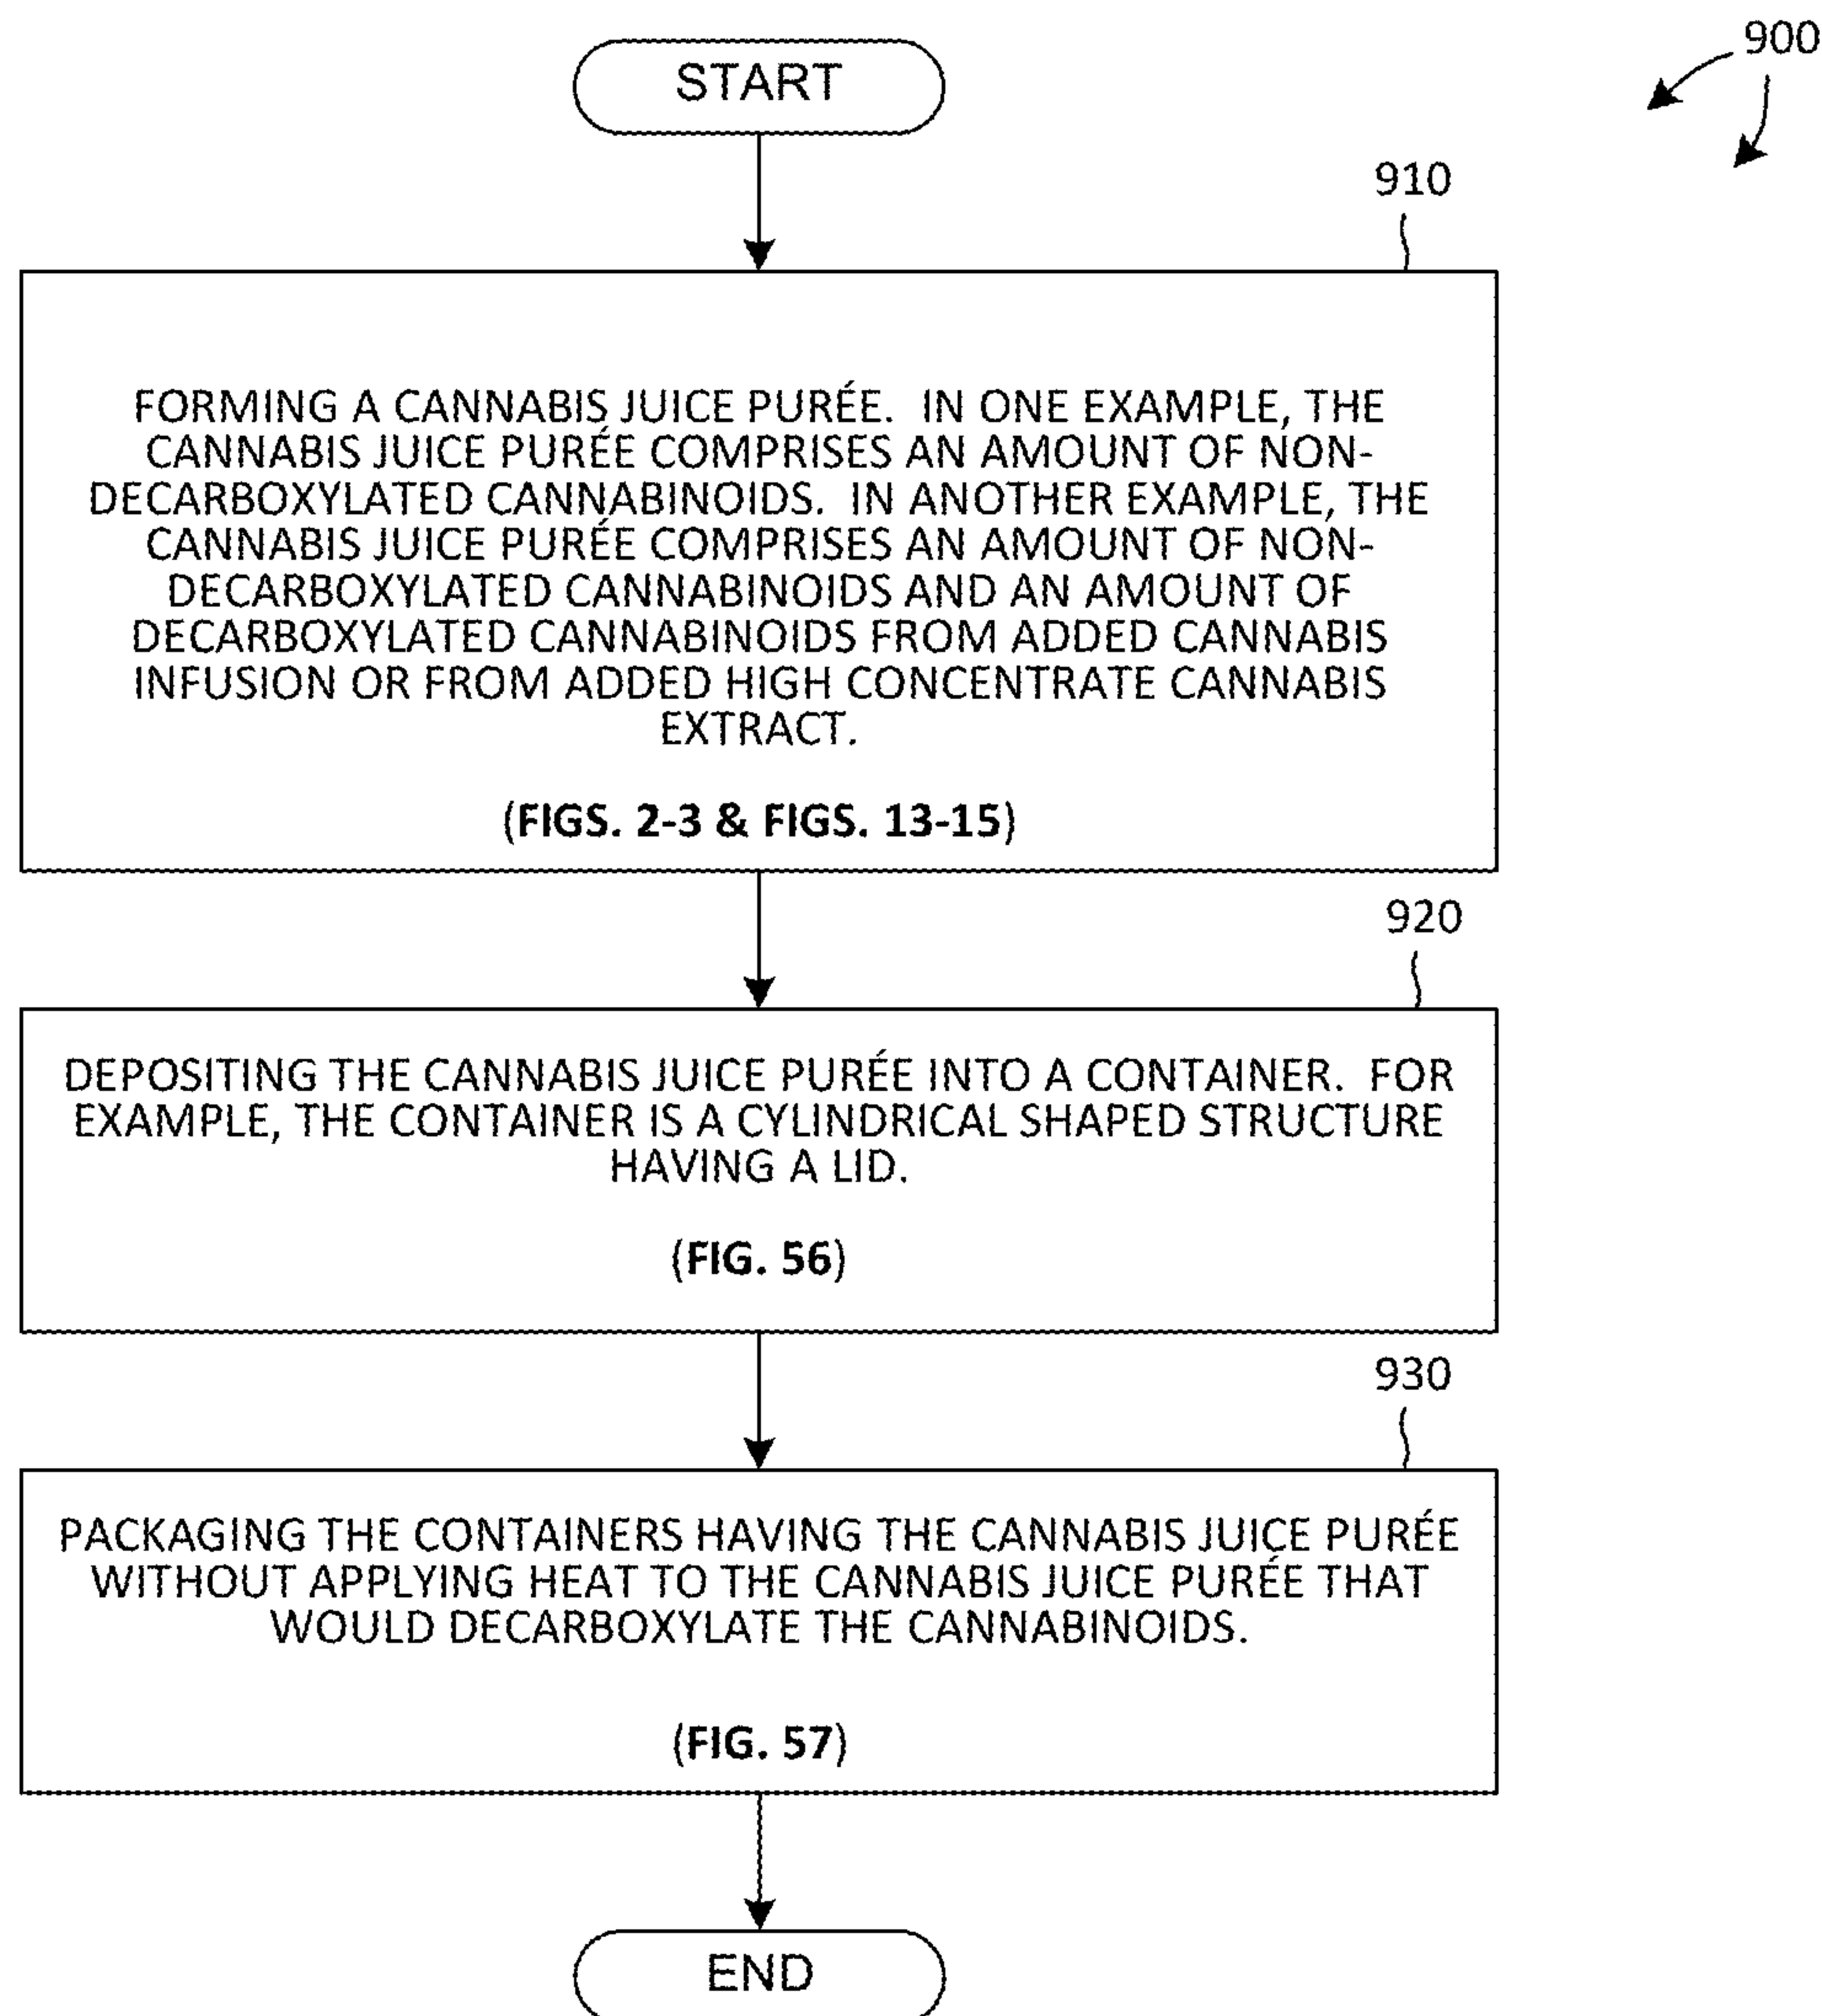 START
900
910
FORMING A CANNABIS JUICE PURÉE. IN ONE EXAMPLE, THE
CANNABIS JUICE PURÉE COMPRISES AN AMOUNT OF NON-
DECARBOXYLATED CANNABINOIDS. IN ANOTHER EXAMPLE, THE
CANNABIS JUICE PURÉE COMPRISES AN AMOUNT OF NON-
DECARBOXYLATED CANNABINOIDS AND AN AMOUNT OF
DECARBOXYLATED CANNABINOIDS FROM ADDED CANNABIS
INFUSION OR FROM ADDED HIGH CONCENTRATE CANNABIS
EXTRACT.
(FIGS. 2-3 & FIGS. 13-15)
920
DEPOSITING THE CANNABIS JUICE PURÉE INTO A CONTAINER. FOR
EXAMPLE, THE CONTAINER IS A CYLINDRICAL SHAPED STRUCTURE
HAVING A LID.
(FIG. 56)
930
PACKAGING THE CONTAINERS HAVING THE CANNABIS JUICE PURÉE
WITHOUT APPLYING HEAT TO THE CANNABIS JUICE PURÉE THAT
WOULD DECARBOXYLATE THE CANNABINOIDS.
(FIG. 57)
END